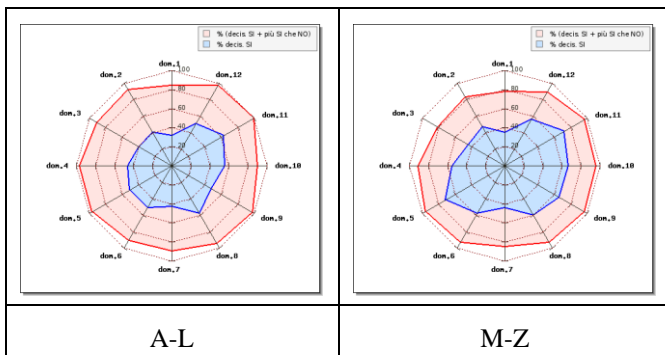 % (decis. SI + più SI che NO)
% decis. SI
dom.1
dom.2
dom.3
dom.4
dom.5
dom.6
dom.7
dom.8
dom.9
dom.10
dom.11
dom.12
100
80
60
40
20
% (decis. SI + più SI che NO)
% decis. SI
dom.1
dom.2
dom.3
dom.4
dom.5
dom.6
dom.7
dom.8
dom.9
dom.10
dom.11
dom.12
100
80
60
40
20
A-L
M-Z